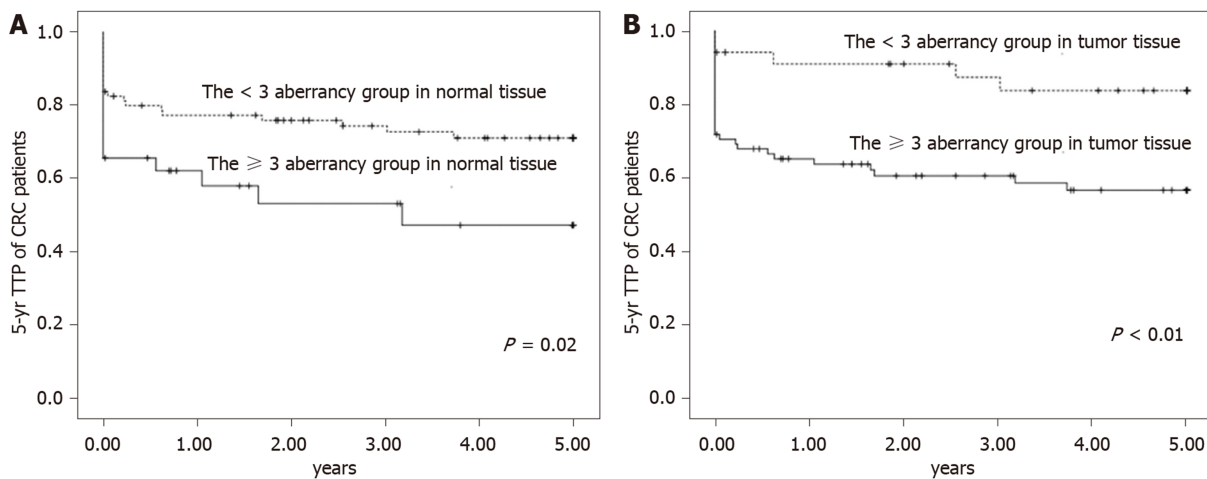 A
1.0
0.8
0.6
0.4
0.2
0.0
5-yr TTP of CRC patients
The < 3 aberrancy group in normal tissue
The ⩾ 3 aberrancy group in normal tissue
P = 0.02
0.00 1.00 2.00 3.00 4.00 5.00
years
B
1.0
0.8
0.6
0.4
0.2
0.0
5-yr TTP of CRC patients
The < 3 aberrancy group in tumor tissue
The ⩾ 3 aberrancy group in tumor tissue
P < 0.01
0.00 1.00 2.00 3.00 4.00 5.00
years